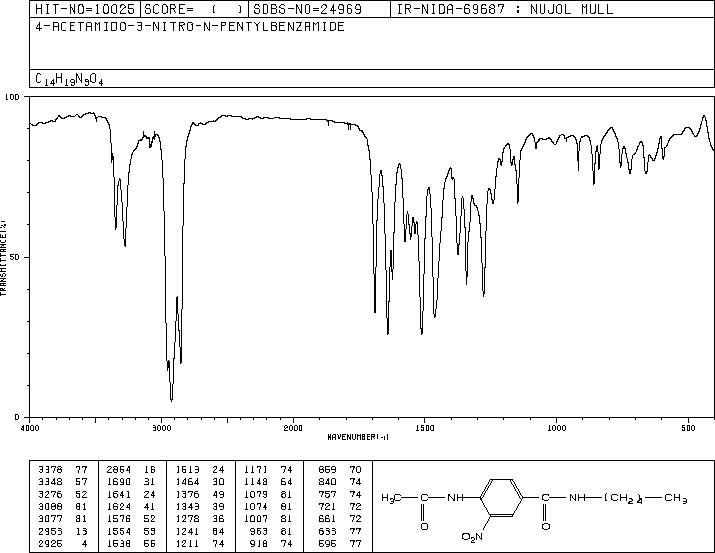 HIT-NO=10025 SCORE= ( ) SDBS-NO=24969 IR-NIDA-69687 : NUJOL MULL
4-ACETAMIDO-3-NITRO-N-PENTYLBENZAMIDE
C14H19N3O4
100
50
0
TRANSMITTANCE(%)
4000 3000 2000 1500 1000 500
WAVENUMBER(-1)
3378 77 2854 16 1513 24 1171 74 859 70
3348 57 1690 31 1464 30 1148 64 840 74
3276 52 1641 24 1376 49 1079 81 757 74
3088 81 1624 41 1343 39 1074 81 721 72
3077 81 1576 52 1278 36 1007 81 661 72
2953 13 1554 53 1241 64 963 81 633 77
2925 4 1538 55 1211 74 918 74 595 77
H3C C NH C NH (CH2)4 CH3
O O2N O